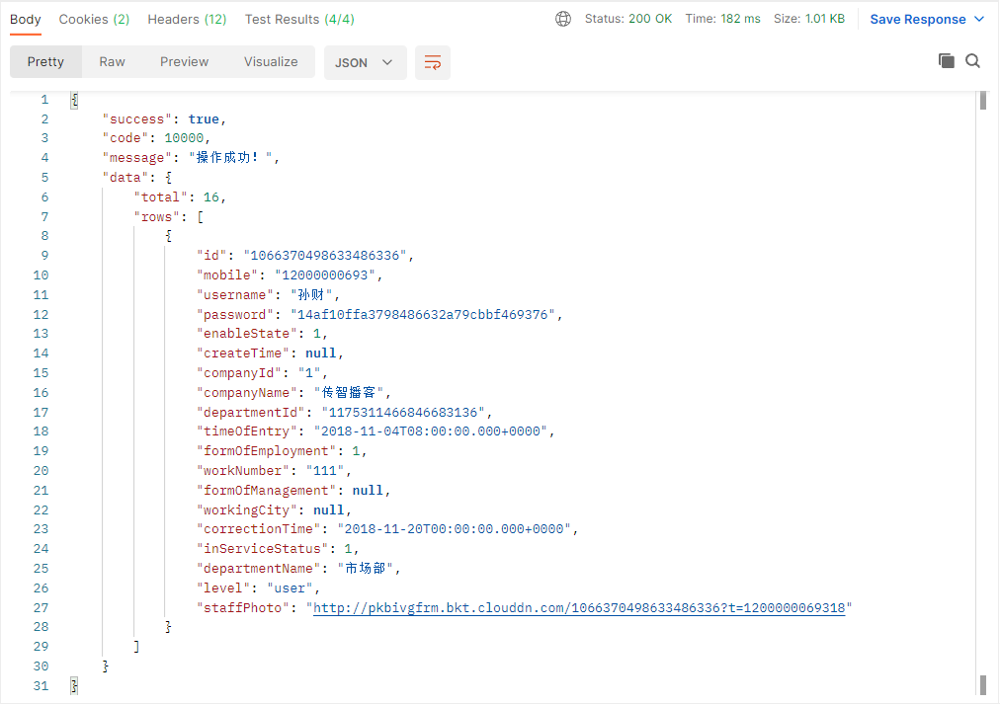 Body Cookies (2) Headers (12) Test Results (4/4) Status: 200 OK Time: 182 ms Size: 1.01 KB Save Response
Pretty Raw Preview Visualize JSON
1 {
2 "success": true,
3 "code": 10000,
4 "message": "操作成功！",
5 "data": {
6 "total": 16,
7 "rows": [
8 {
9 "id": "1066370498633486336",
10 "mobile": "12000000693",
11 "username": "孙财",
12 "password": "14af10ffa3798486632a79cbbf469376",
13 "enableState": 1,
14 "createTime": null,
15 "companyId": "1",
16 "companyName": "传智播客",
17 "departmentId": "1175311466846683136",
18 "timeOfEntry": "2018-11-04T08:00:00.000+0000",
19 "formOfEmployment": 1,
20 "workNumber": "111",
21 "formOfManagement": null,
22 "workingCity": null,
23 "correctionTime": "2018-11-20T00:00:00.000+0000",
24 "inServiceStatus": 1,
25 "departmentName": "市场部",
26 "level": "user",
27 "staffPhoto": "http://pkbivgfrm.bkt.clouddn.com/1066370498633486336?t=1200000069318"
28 }
29 ]
30 }
31 }